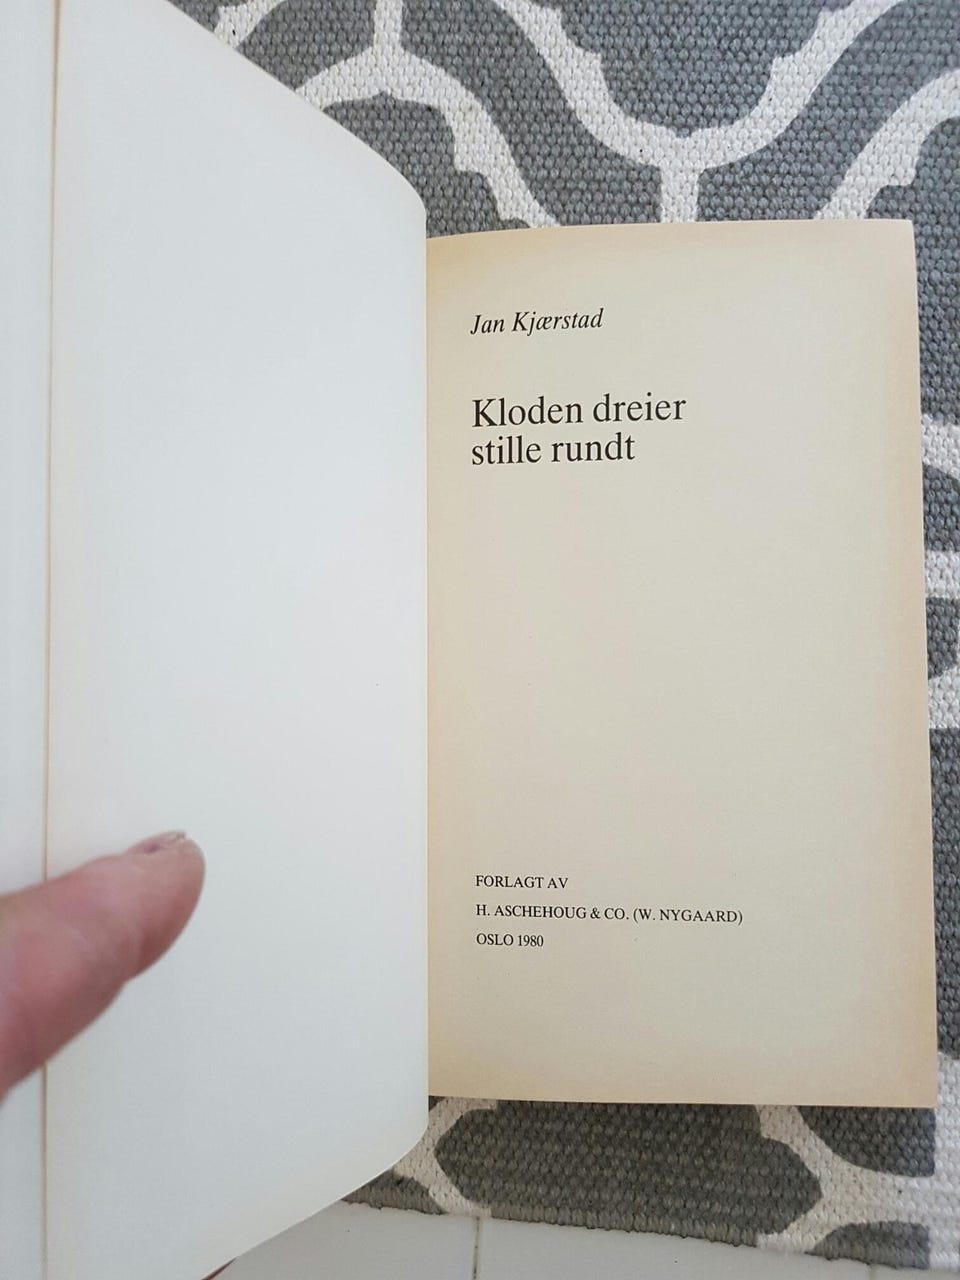 Jan Kjærstad
Kloden dreier
stille rundt
FORLAGT AV
H. ASCHEHOUG & CO. (W. NYGAARD)
OSLO 1980